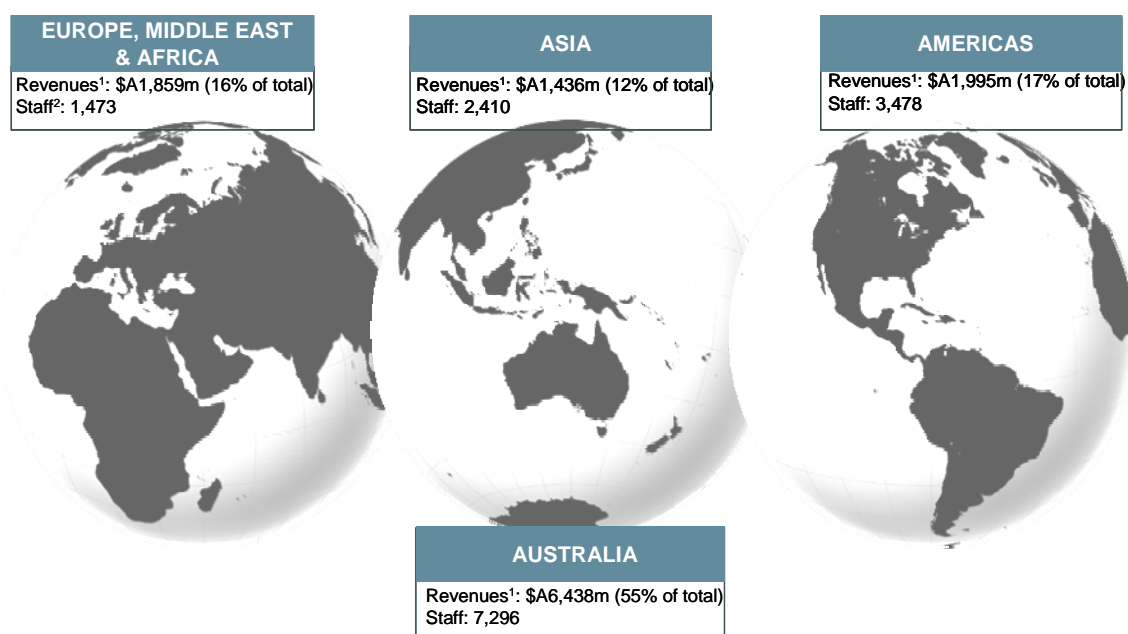 EUROPE, MIDDLE EAST
& AFRICA
Revenues¹: $A1,859m (16% of total)
Staff²: 1,473
ASIA
Revenues¹: $A1,436m (12% of total)
Staff: 2,410
AMERICAS
Revenues¹: $A1,995m (17% of total)
Staff: 3,478
AUSTRALIA
Revenues¹: $A6,438m (55% of total)
Staff: 7,296